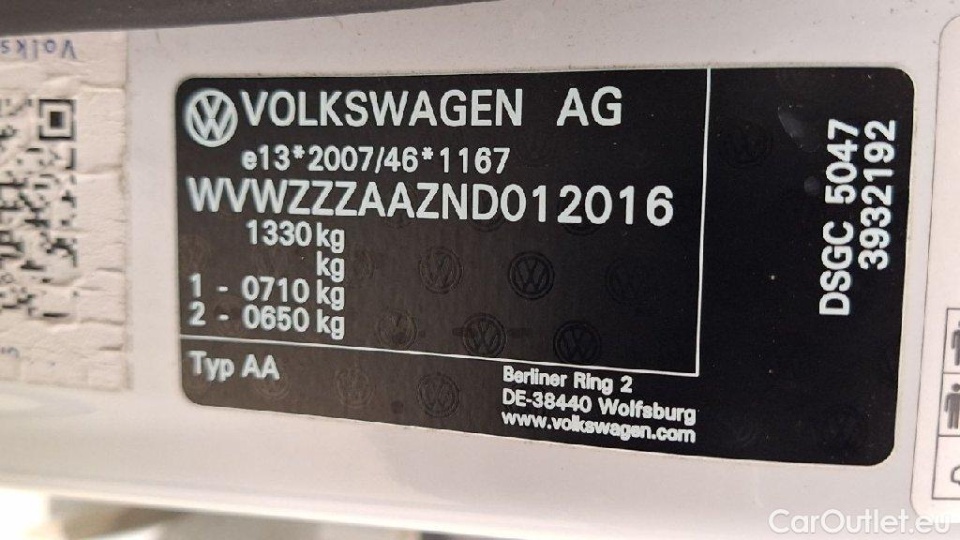 Volks
VOLKSWAGEN AG
e13*2007/46*1167
WVWZZZAAZND012016
1330 kg
kg
1 - 0710 kg
2 - 0650 kg
Typ AA
Berliner Ring 2
DE-38440 Wolfsburg
www.volkswagen.com
DSGC 5047
3932192
CarOutlet.eu